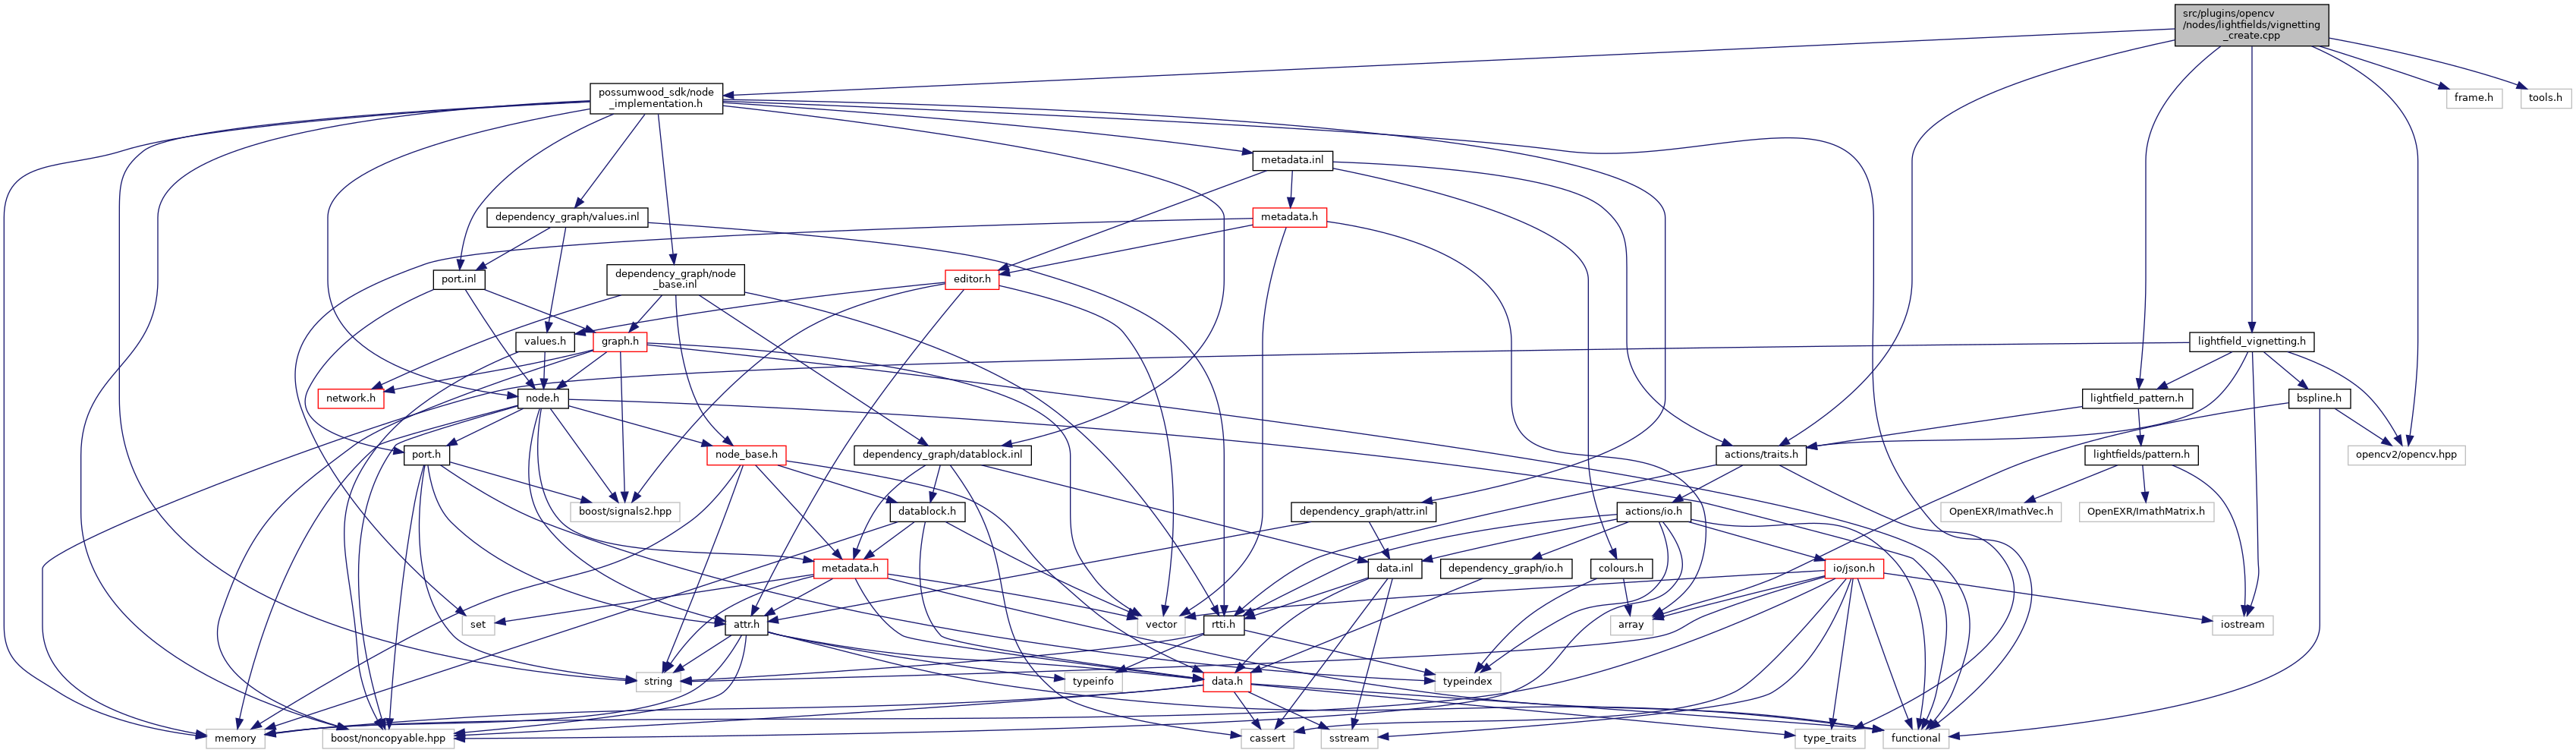 src/plugins/opencv
/nodes/lightfields/vignetting
_create.cpp
possumwood_sdk/node
_implementation.h
frame.h
tools.h
metadata.inl
dependency_graph/values.inl
metadata.h
port.inl
dependency_graph/node
_base.inl
editor.h
values.h
graph.h
lightfield_vignetting.h
network.h
node.h
lightfield_pattern.h
bspline.h
port.h
node_base.h
dependency_graph/datablock.inl
actions/traits.h
lightfields/pattern.h
opencv2/opencv.hpp
boost/signals2.hpp
datablock.h
dependency_graph/attr.inl
actions/io.h
OpenEXR/ImathVec.h
OpenEXR/ImathMatrix.h
metadata.h
data.inl
dependency_graph/io.h
colours.h
io/json.h
set
attr.h
vector
rtti.h
array
iostream
string
typeinfo
data.h
typeindex
memory
boost/noncopyable.hpp
cassert
sstream
type_traits
functional